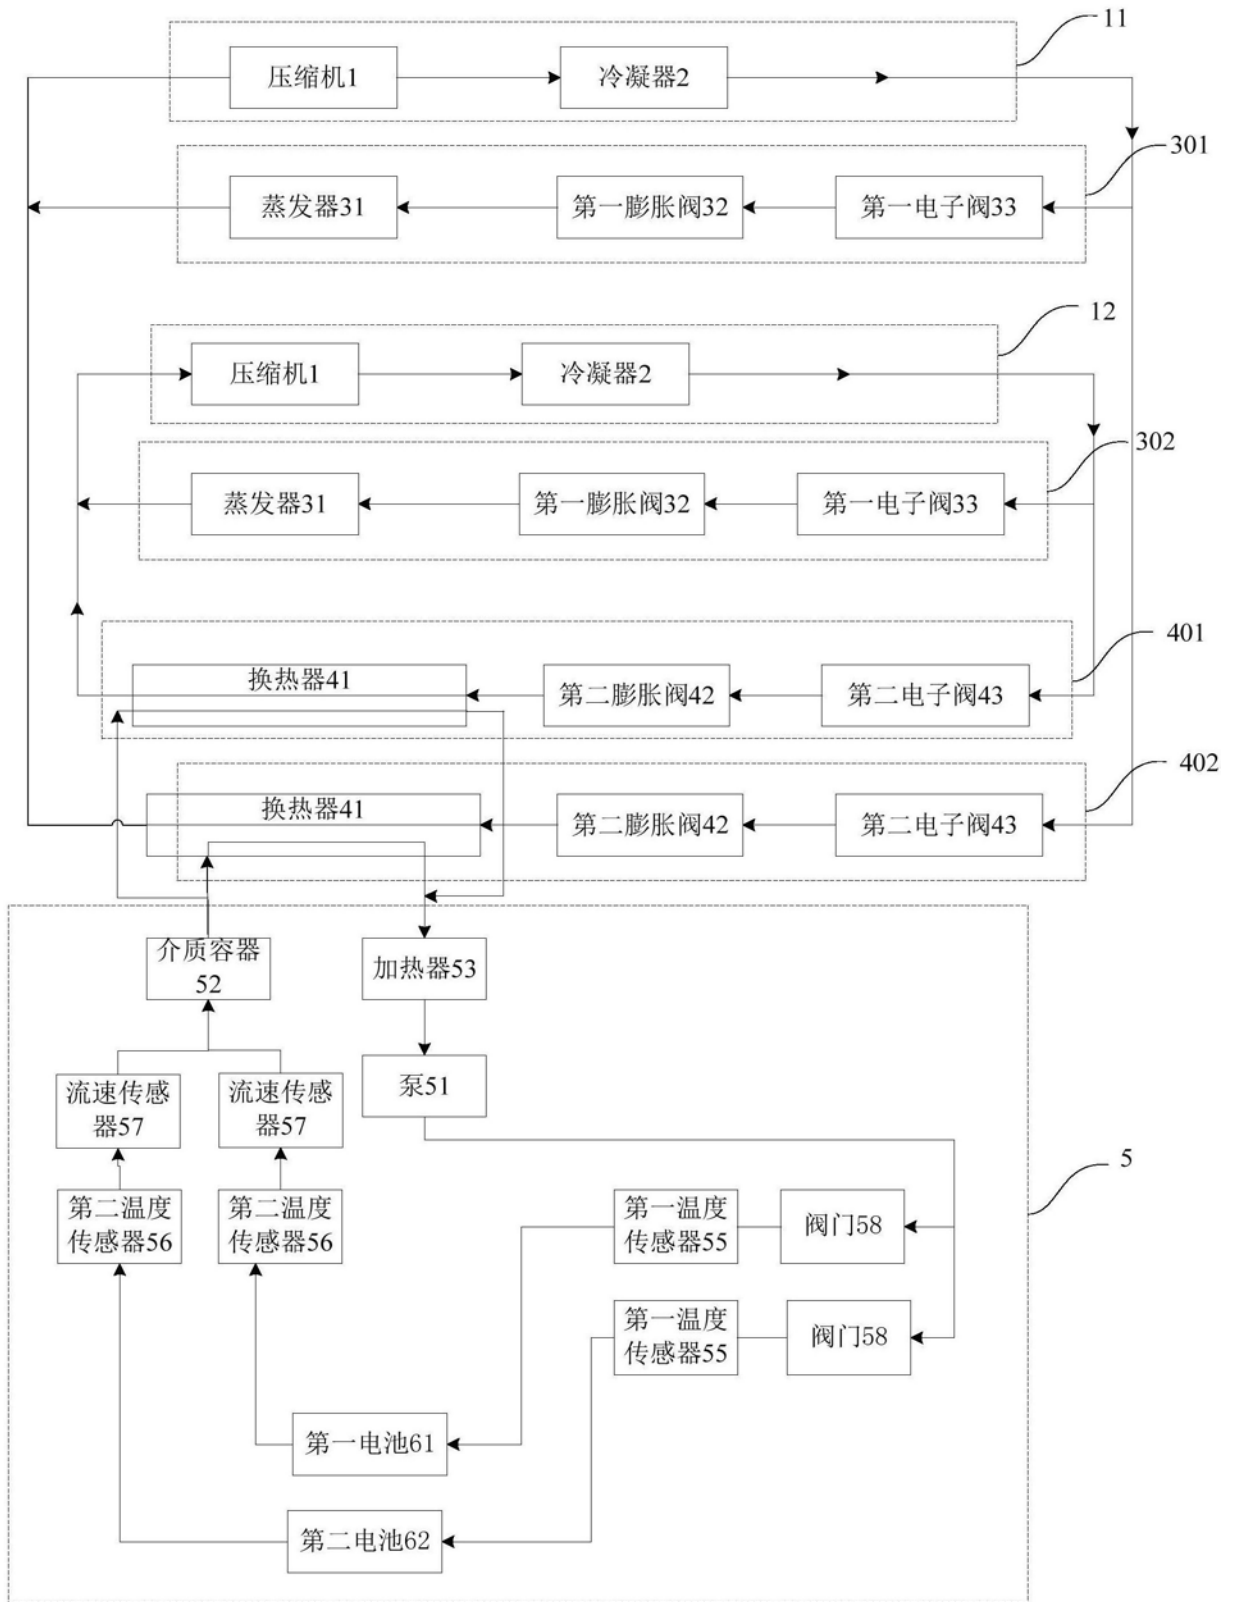 11
压缩机1
冷凝器2
301
蒸发器31
第一膨胀阀32
第一电子阀33
12
压缩机1
冷凝器2
302
蒸发器31
第一膨胀阀32
第一电子阀33
401
换热器41
第二膨胀阀42
第二电子阀43
402
换热器41
第二膨胀阀42
第二电子阀43
介质容器
52
加热器53
流速传感
器57
流速传感
器57
泵51
5
第二温度
传感器56
第二温度
传感器56
第一温度
传感器55
阀门58
第一温度
传感器55
阀门58
第一电池61
第二电池62